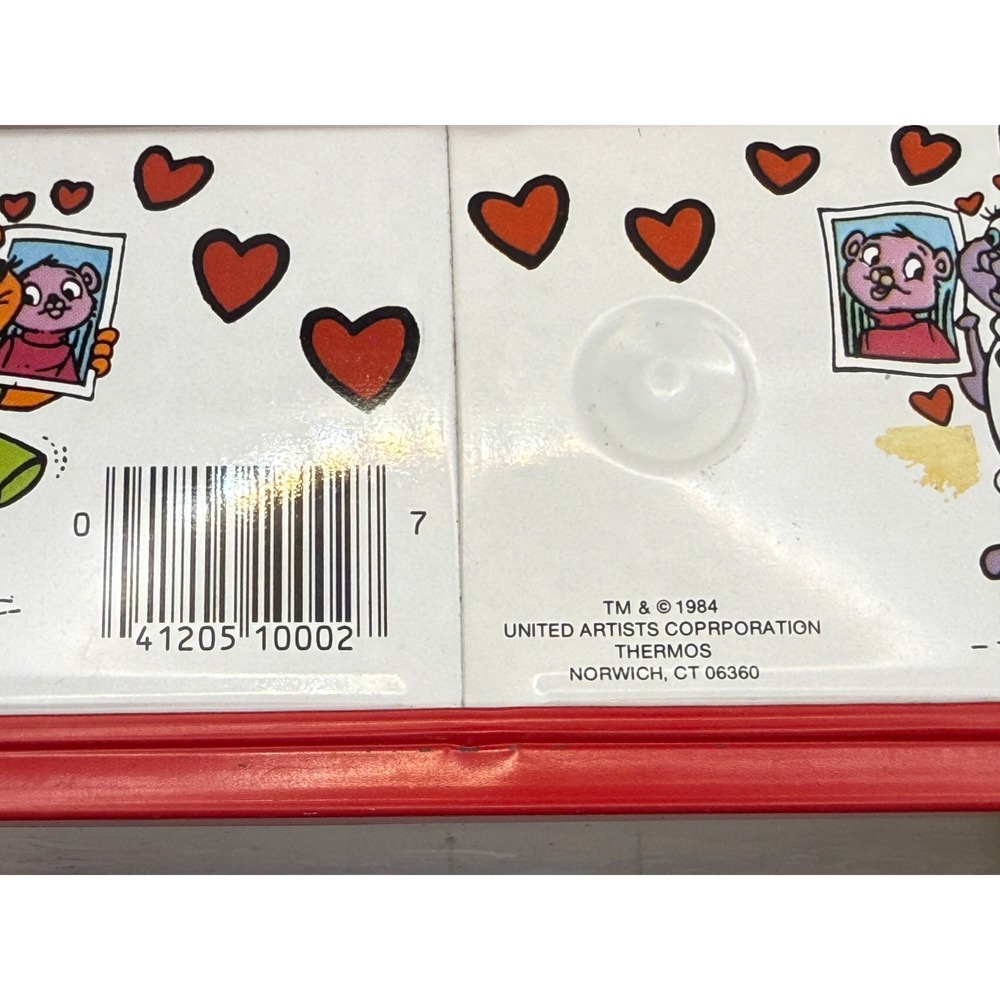 0 41205 10002 7
TM & © 1984
UNITED ARTISTS COPRPORATION
THERMOS
NORWICH, CT 06360